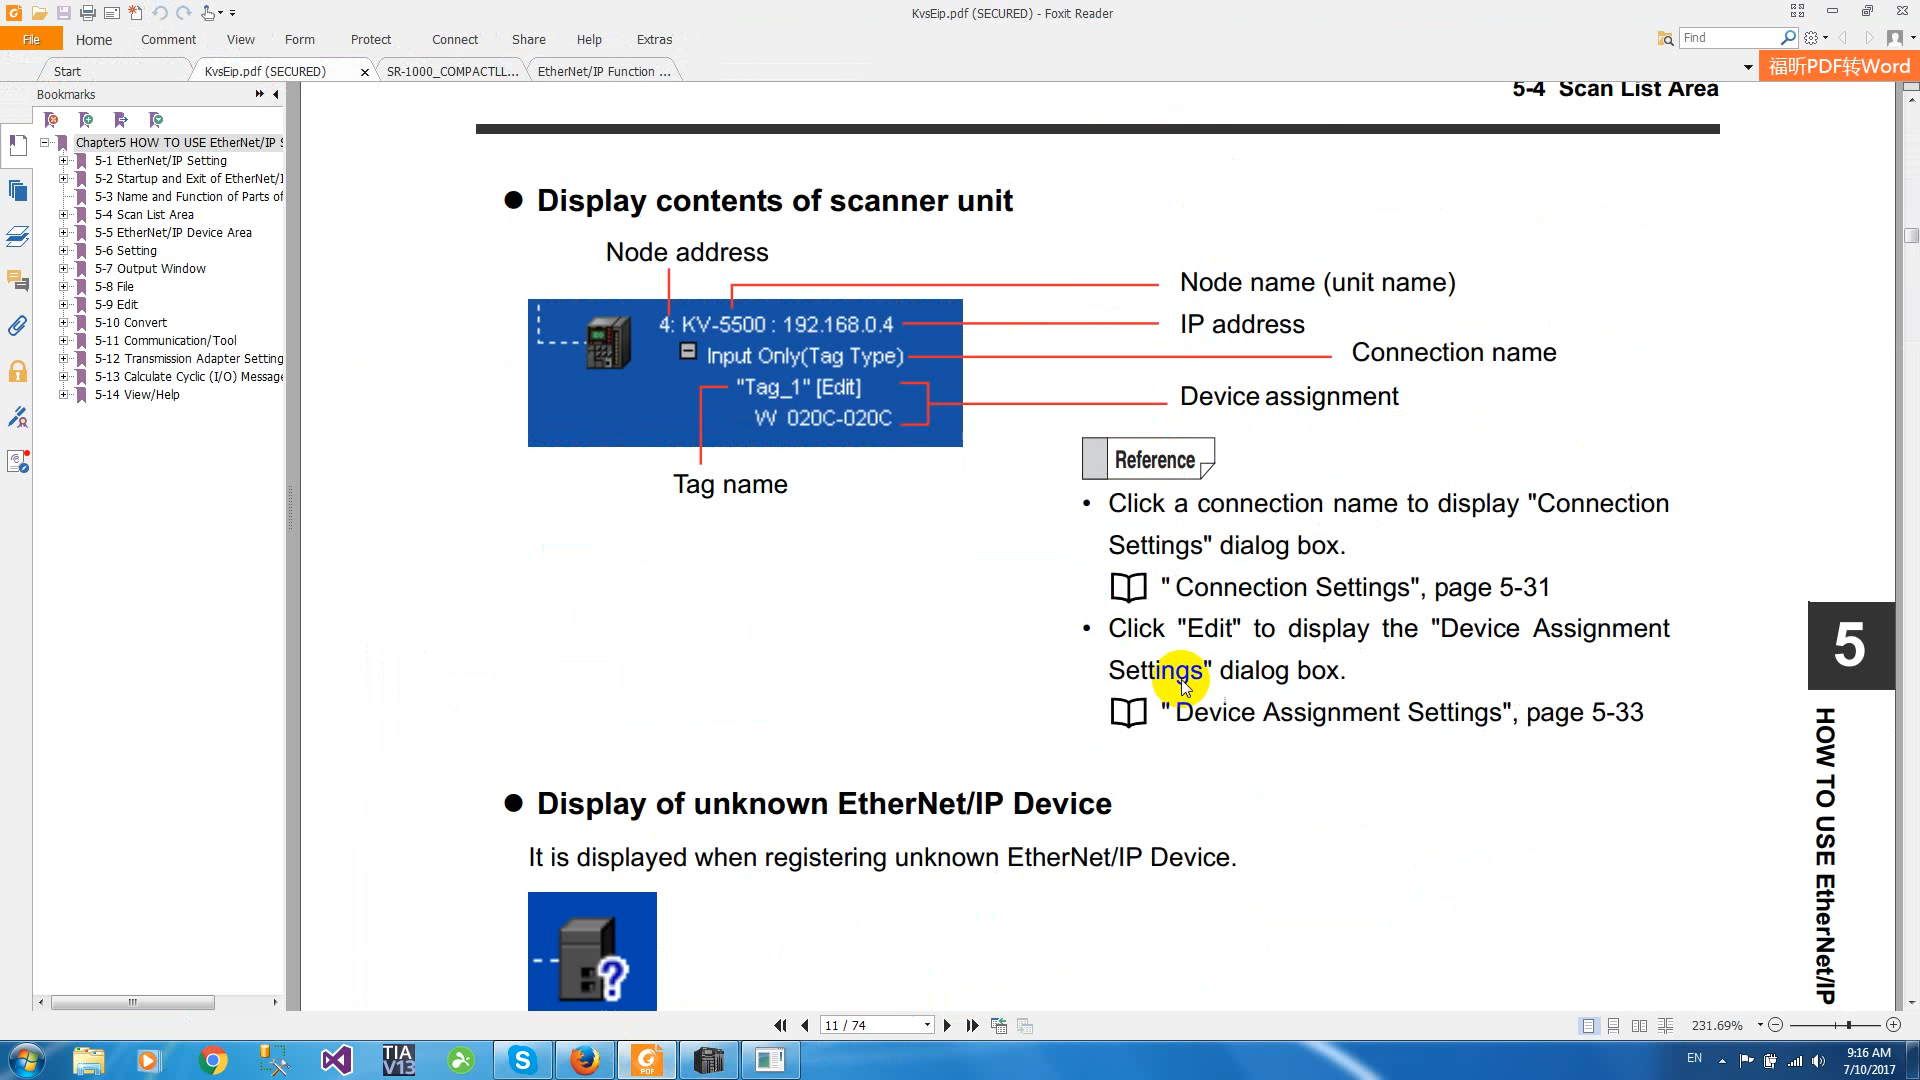 KvsEip.pdf (SECURED) - Foxit Reader
File
Home
Comment
View
Form
Protect
Connect
Share
Help
Extras
Find
Start
KvsEip.pdf (SECURED)
SR-1000_COMPACTLL...
EtherNet/IP Function ...
福昕PDF转Word
Bookmarks
Chapter5 HOW TO USE EtherNet/IP S
5-1 EtherNet/IP Setting
5-2 Startup and Exit of EtherNet/I
5-3 Name and Function of Parts of
5-4 Scan List Area
5-5 EtherNet/IP Device Area
5-6 Setting
5-7 Output Window
5-8 File
5-9 Edit
5-10 Convert
5-11 Communication/Tool
5-12 Transmission Adapter Setting
5-13 Calculate Cyclic (I/O) Message
5-14 View/Help
5-4 Scan List Area
● Display contents of scanner unit
Node address
Node name (unit name)
4: KV-5500 : 192.168.0.4
IP address
Input Only(Tag Type)
Connection name
"Tag_1" [Edit]
Device assignment
W 020C-020C
Tag name
Reference
• Click a connection name to display "Connection
Settings" dialog box.
" Connection Settings", page 5-31
• Click "Edit" to display the "Device Assignment
Settings" dialog box.
" Device Assignment Settings", page 5-33
● Display of unknown EtherNet/IP Device
It is displayed when registering unknown EtherNet/IP Device.
?
5
HOW TO USE EtherNet/IP
11 / 74
231.69%
TIA
V13
PDF
EN
9:16 AM
7/10/2017